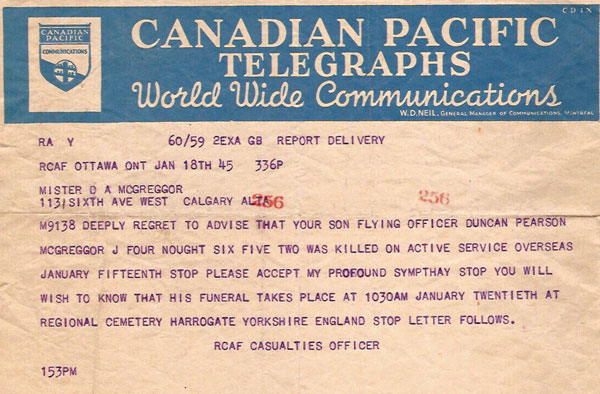 CDIX
CANADIAN
PACIFIC
COMMUNICATIONS
CANADIAN PACIFIC
TELEGRAPHS
World Wide Communications
W.D. NEIL, GENERAL MANAGER OF COMMUNICATIONS, MONTREAL
RA Y 60/59 2EXA GB REPORT DELIVERY
RCAF OTTAWA ONT JAN 18TH 45 336P
MISTER D A MCGREGGOR
113/SIXTH AVE WEST CALGARY ALTA
256 256
M9138 DEEPLY REGRET TO ADVISE THAT YOUR SON FLYING OFFICER DUNCAN PEARSON
MCGREGGOR J FOUR NOUGHT SIX FIVE TWO WAS KILLED ON ACTIVE SERVICE OVERSEAS
JANUARY FIFTEENTH STOP PLEASE ACCEPT MY PROFOUND SYMPTHAY STOP YOU WILL
WISH TO KNOW THAT HIS FUNERAL TAKES PLACE AT 1030AM JANUARY TWENTIETH AT
REGIONAL CEMETERY HARROGATE YORKSHIRE ENGLAND STOP LETTER FOLLOWS.
RCAF CASUALTIES OFFICER
153PM